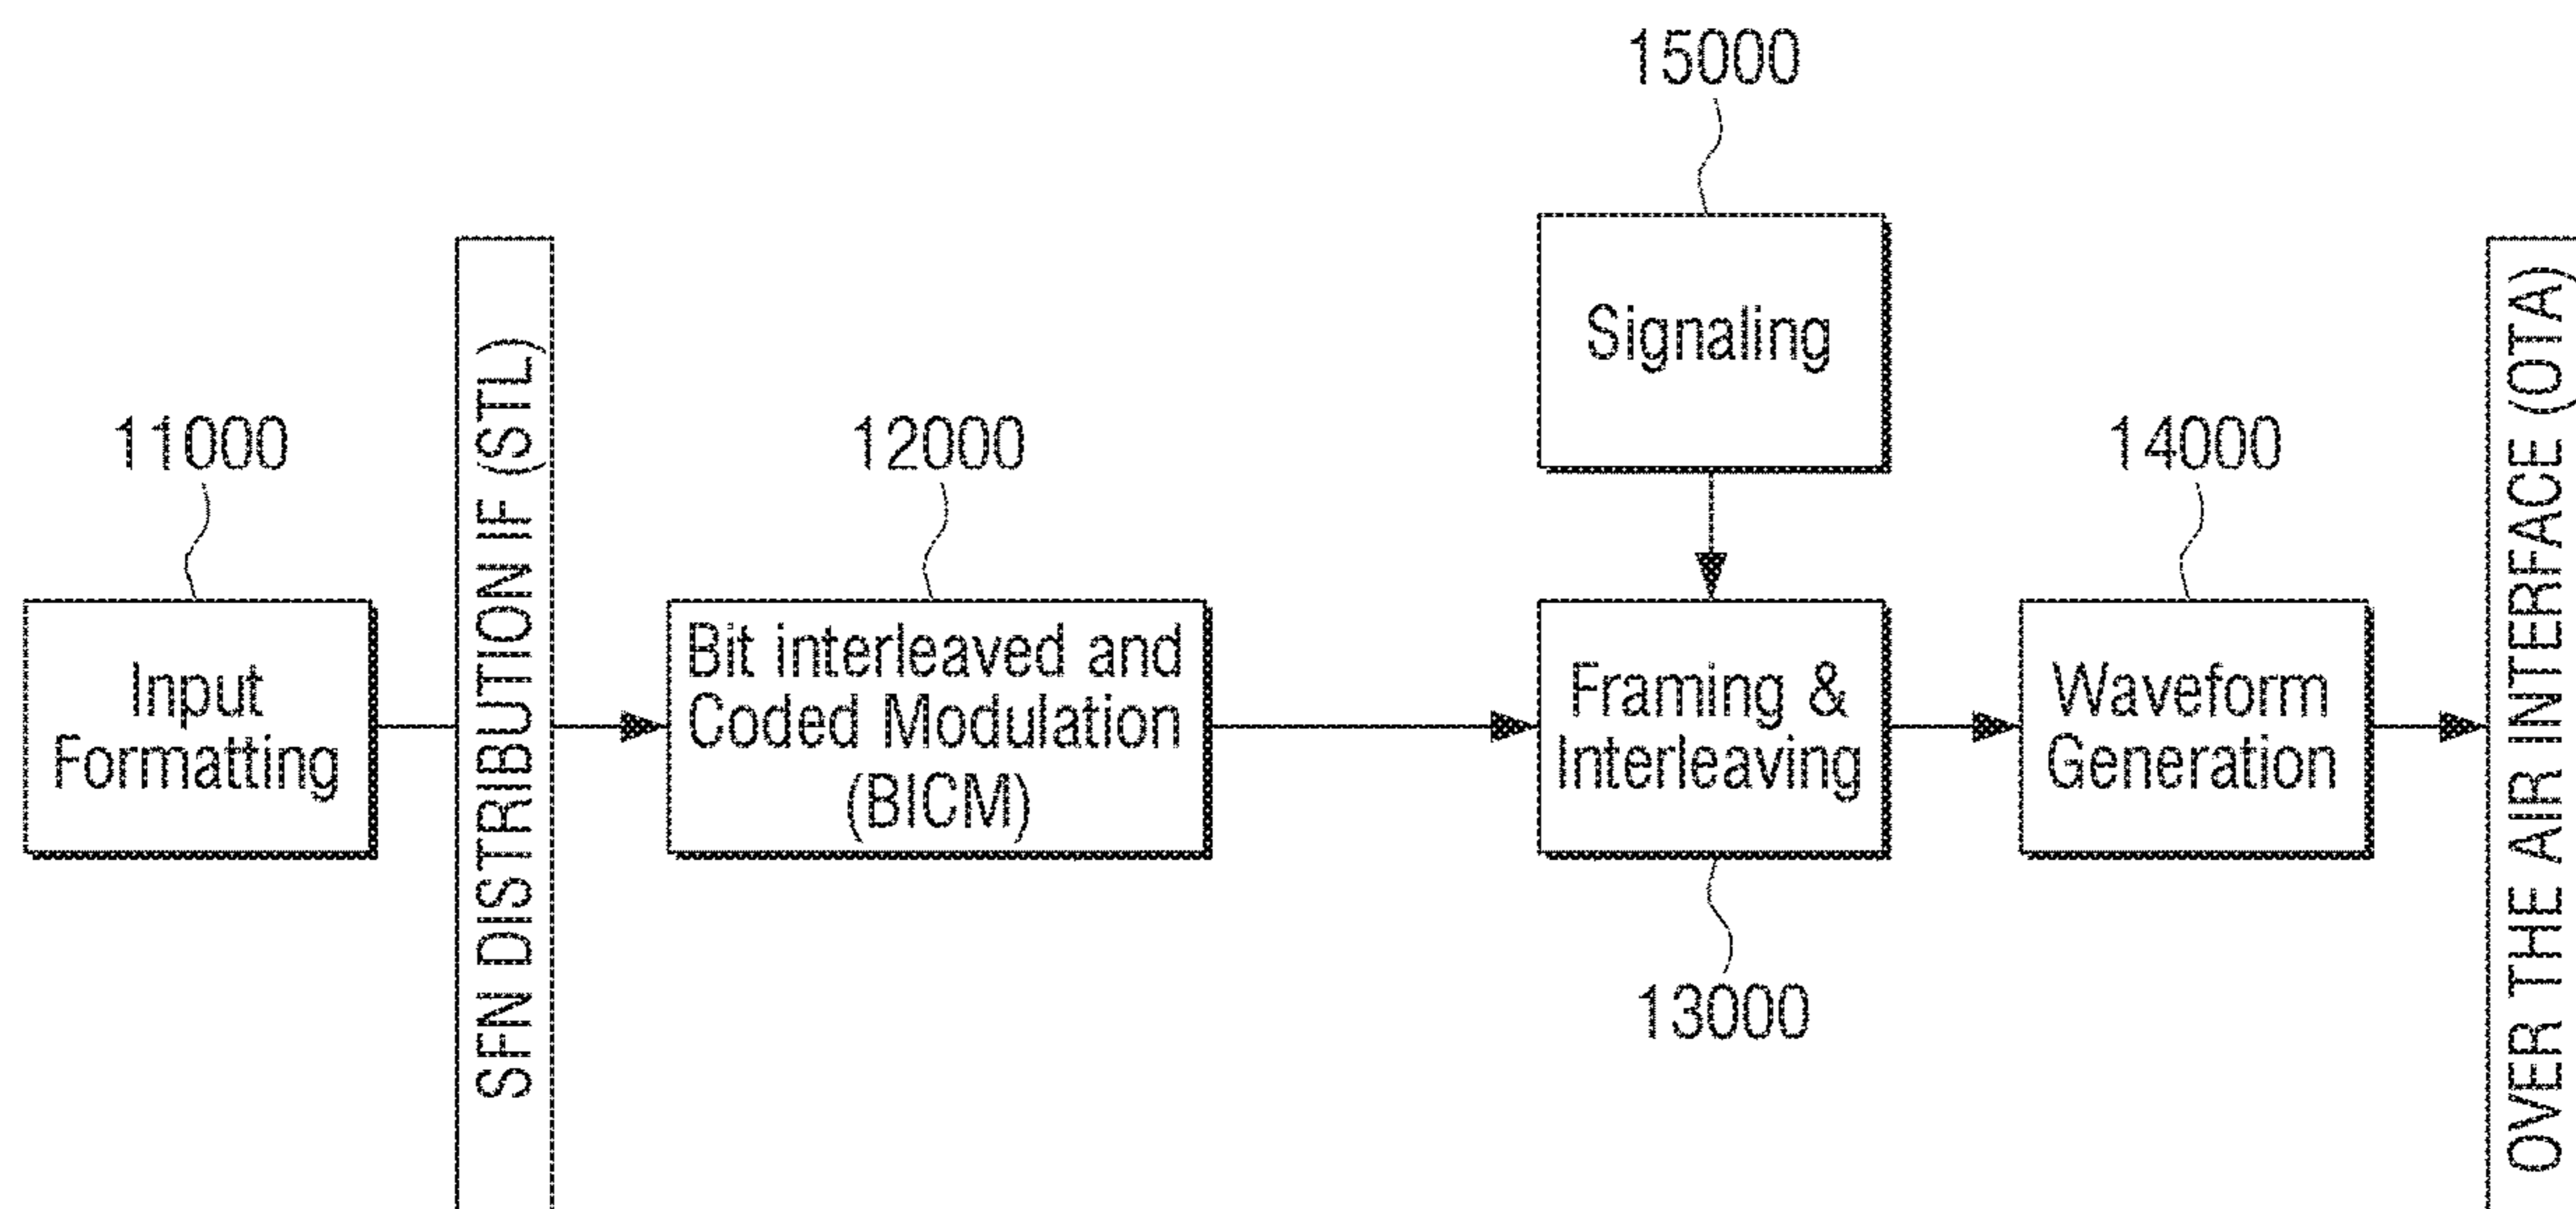 15000
Signaling
11000
Input
Formatting
SFN DISTRIBUTION IF (STL)
12000
Bit interleaved and
Coded Modulation
(BICM)
Framing &
Interleaving
13000
14000
Waveform
Generation
OVER THE AIR INTERFACE (OTA)